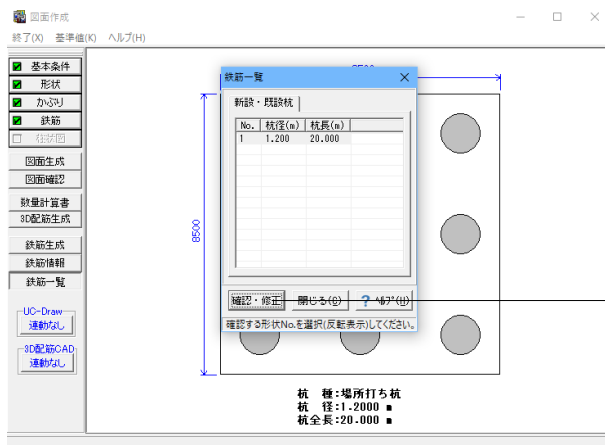 図面作成
終了(X) 基準値(K) ヘルプ(H)
基本条件
形状
かぶり
鉄筋
柱状図
図面生成
図面確認
数量計算書
3D配筋生成
鉄筋生成
鉄筋情報
鉄筋一覧
UC-Draw
連動なし
3D配筋CAD
連動なし
鉄筋一覧
新設・既設杭
No. 杭径(m) 杭長(m)
1 1.200 20.000
確認・修正 閉じる(C) ? ヘルプ(H)
確認する形状No.を選択(反転表示)してください。
8500
杭 種:場所打ち杭
杭 径:1.2000 m
杭全長:20.000 m